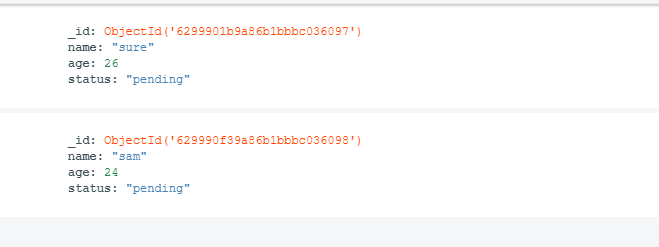 _id: ObjectId('6299901b9a86b1bbbc036097')
name: "sure"
age: 26
status: "pending"
_id: ObjectId('629990f39a86b1bbbc036098')
name: "sam"
age: 24
status: "pending"